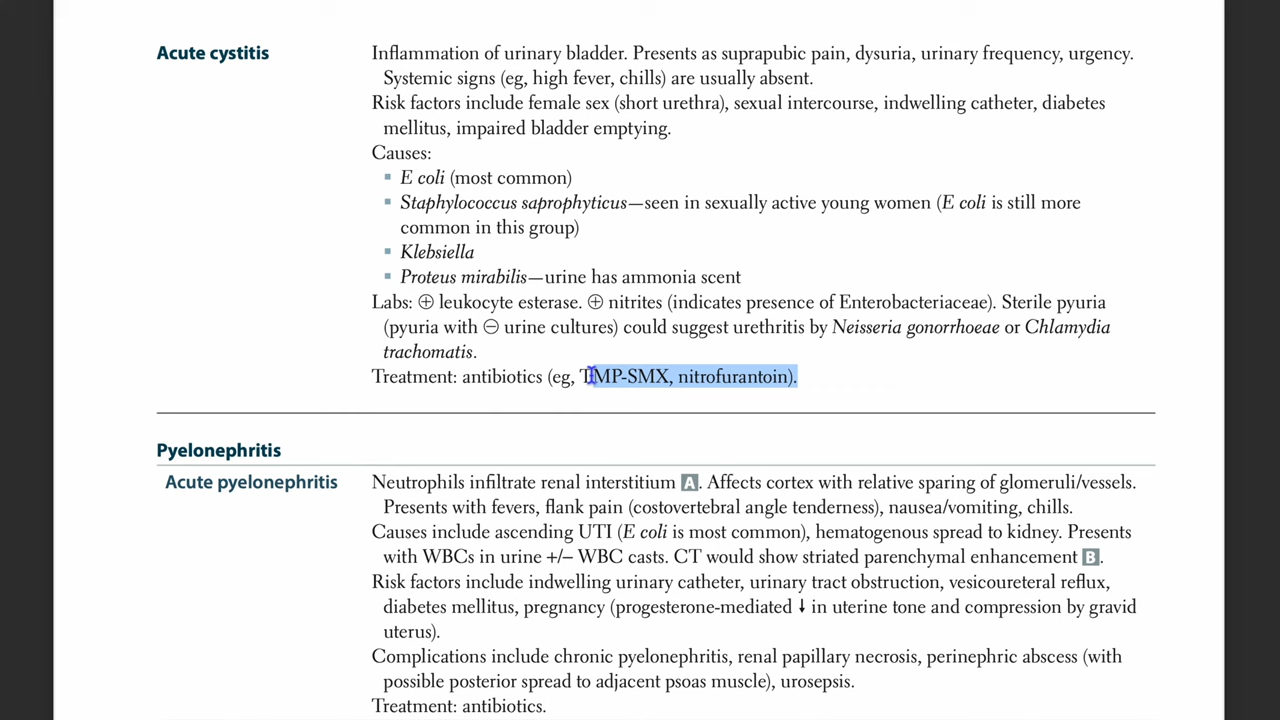 Acute cystitis
Inflammation of urinary bladder. Presents as suprapubic pain, dysuria, urinary frequency, urgency.
Systemic signs (eg, high fever, chills) are usually absent.
Risk factors include female sex (short urethra), sexual intercourse, indwelling catheter, diabetes
mellitus, impaired bladder emptying.
Causes:
▪ E coli (most common)
▪ Staphylococcus saprophyticus—seen in sexually active young women (E coli is still more
common in this group)
▪ Klebsiella
▪ Proteus mirabilis—urine has ammonia scent
Labs: ⊕ leukocyte esterase. ⊕ nitrites (indicates presence of Enterobacteriaceae). Sterile pyuria
(pyuria with ⊖ urine cultures) could suggest urethritis by Neisseria gonorrhoeae or Chlamydia
trachomatis.
Treatment: antibiotics (eg, TMP-SMX, nitrofurantoin).
Pyelonephritis
Acute pyelonephritis
Neutrophils infiltrate renal interstitium A. Affects cortex with relative sparing of glomeruli/vessels.
Presents with fevers, flank pain (costovertebral angle tenderness), nausea/vomiting, chills.
Causes include ascending UTI (E coli is most common), hematogenous spread to kidney. Presents
with WBCs in urine +/− WBC casts. CT would show striated parenchymal enhancement B.
Risk factors include indwelling urinary catheter, urinary tract obstruction, vesicoureteral reflux,
diabetes mellitus, pregnancy (progesterone-mediated ↓ in uterine tone and compression by gravid
uterus).
Complications include chronic pyelonephritis, renal papillary necrosis, perinephric abscess (with
possible posterior spread to adjacent psoas muscle), urosepsis.
Treatment: antibiotics.